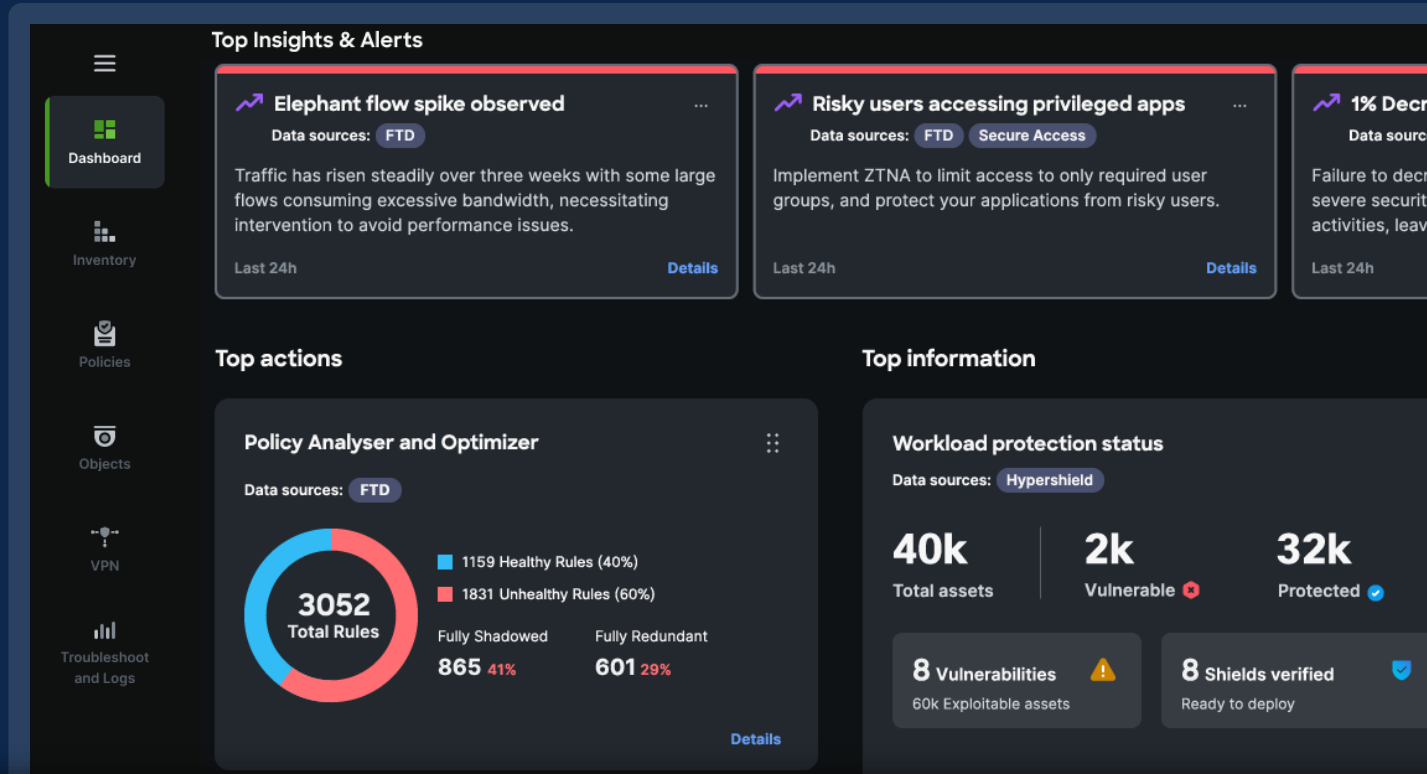 Top Insights & Alerts
Elephant flow spike observed
...
Data sources: FTD
Traffic has risen steadily over three weeks with some large
flows consuming excessive bandwidth, necessitating
intervention to avoid performance issues.
Last 24h
Details
Risky users accessing privileged apps
...
Data sources: FTD Secure Access
Implement ZTNA to limit access to only required user
groups, and protect your applications from risky users.
Last 24h
Details
1% Decr
Data sourc
Failure to decr
severe securit
activities, leav
Last 24h
Dashboard
Inventory
Policies
Objects
VPN
Troubleshoot
and Logs
Top actions
Policy Analyser and Optimizer
Data sources: FTD
3052
Total Rules
1159 Healthy Rules (40%)
1831 Unhealthy Rules (60%)
Fully Shadowed
865 41%
Fully Redundant
601 29%
Details
Top information
Workload protection status
Data sources: Hypershield
40k
Total assets
2k
Vulnerable
32k
Protected
8 Vulnerabilities
60k Exploitable assets
8 Shields verified
Ready to deploy